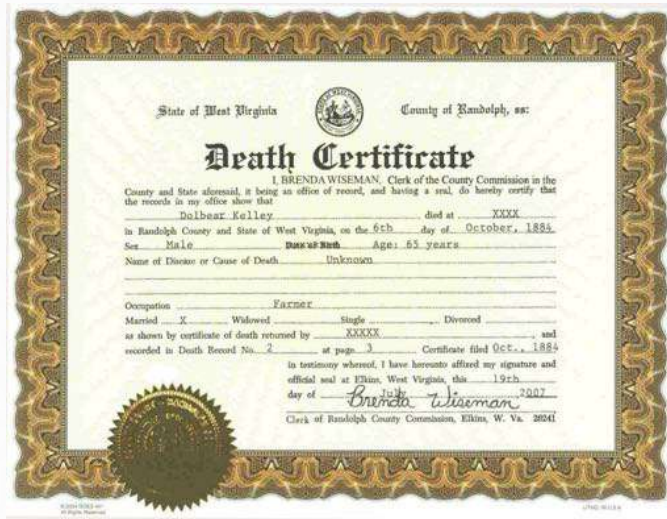 State of West Virginia County of Randolph, ss:
Death Certificate
I, BRENDA WISEMAN, Clerk of the County Commission in the
County and State aforesaid, it being an office of record, and having a seal, do hereby certify that
the records in my office show that
Dolbear Kelley died at XXXX
in Randolph County and State of West Virginia, on the 6th day of October, 1884
Sex Male Date of Birth Age: 65 years
Name of Disease or Cause of Death Unknown
Occupation Farmer
Married X Widowed Single Divorced
as shown by certificate of death returned by XXXXX, and
recorded in Death Record No. 2 at page 3 Certificate filed Oct., 1884
in testimony whereof, I have hereunto affixed my signature and
official seal at Elkins, West Virginia, this 19th
day of July 2007
Brenda Wiseman
Clerk of Randolph County Commission, Elkins, W. Va. 26241
All Rights Reserved